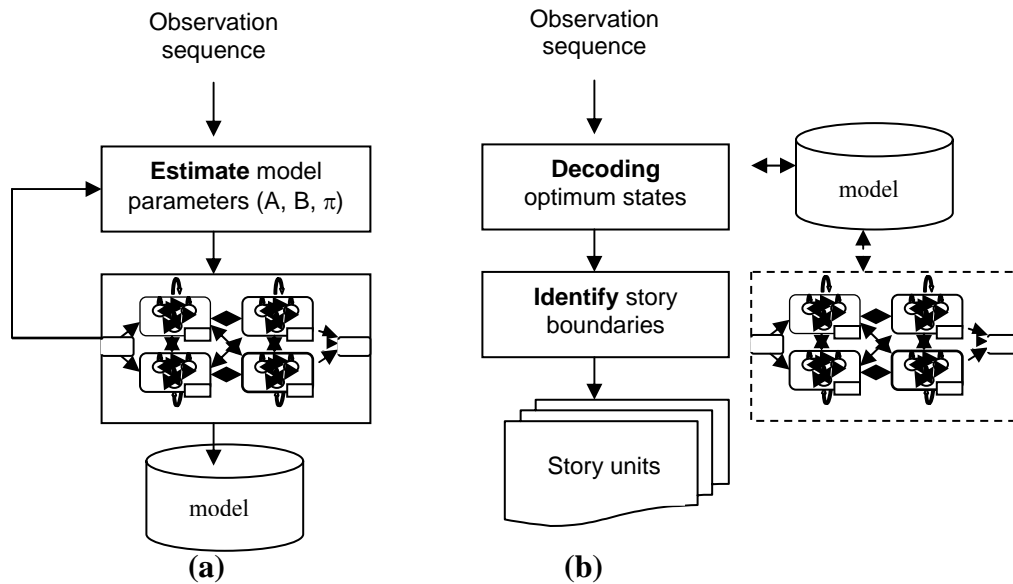 Observation
sequence
Estimate model
parameters (A, B, π)
model
(a)
Observation
sequence
Decoding
optimum states
model
Identify story
boundaries
Story units
(b)